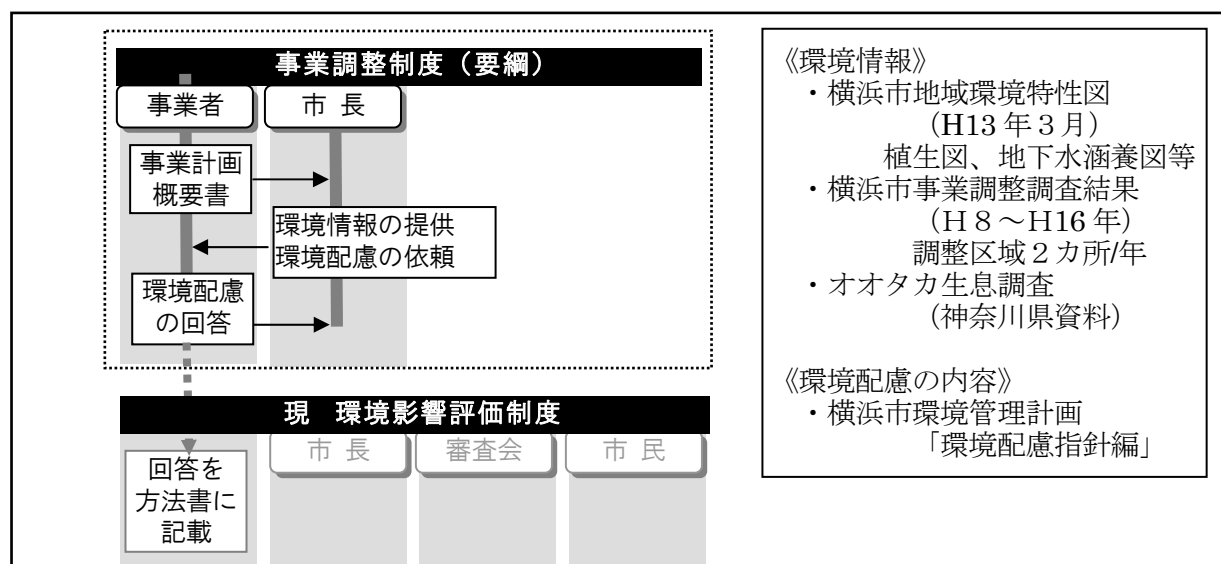 事業調整制度（要綱）
事業者
市 長
事業計画
概要書
環境情報の提供
環境配慮の依頼
環境配慮
の回答
現　環境影響評価制度
市 長
審査会
市 民
回答を
方法書に
記載
《環境情報》
・横浜市地域環境特性図
（H13 年３月）
植生図、地下水涵養図等
・横浜市事業調整調査結果
（H８～H16 年）
調整区域２カ所/年
・オオタカ生息調査
（神奈川県資料）
《環境配慮の内容》
・横浜市環境管理計画
「環境配慮指針編」